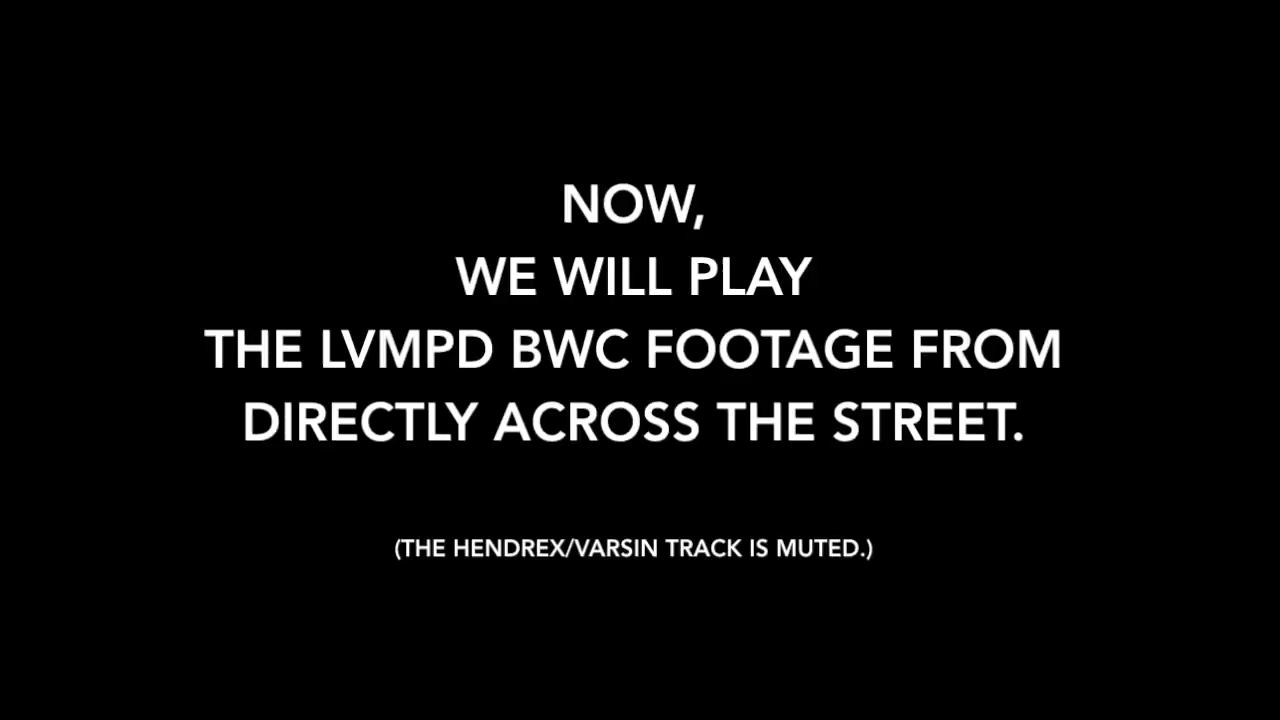 NOW,
WE WILL PLAY
THE LVMPD BWC FOOTAGE FROM
DIRECTLY ACROSS THE STREET.
(THE HENDREX/VARSIN TRACK IS MUTED.)